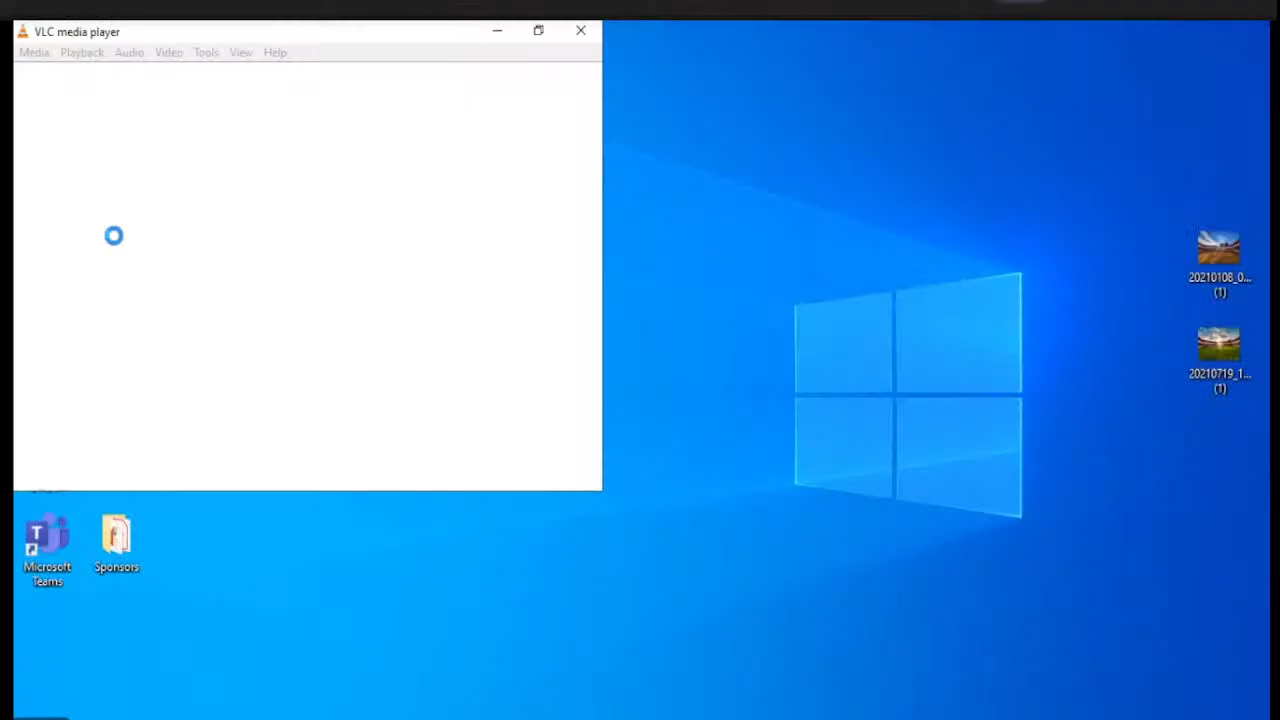 VLC media player
Media Playback Audio Video Tools View Help
20210108_0...
(1)
20210719_1...
(1)
Microsoft
Teams
Sponsors